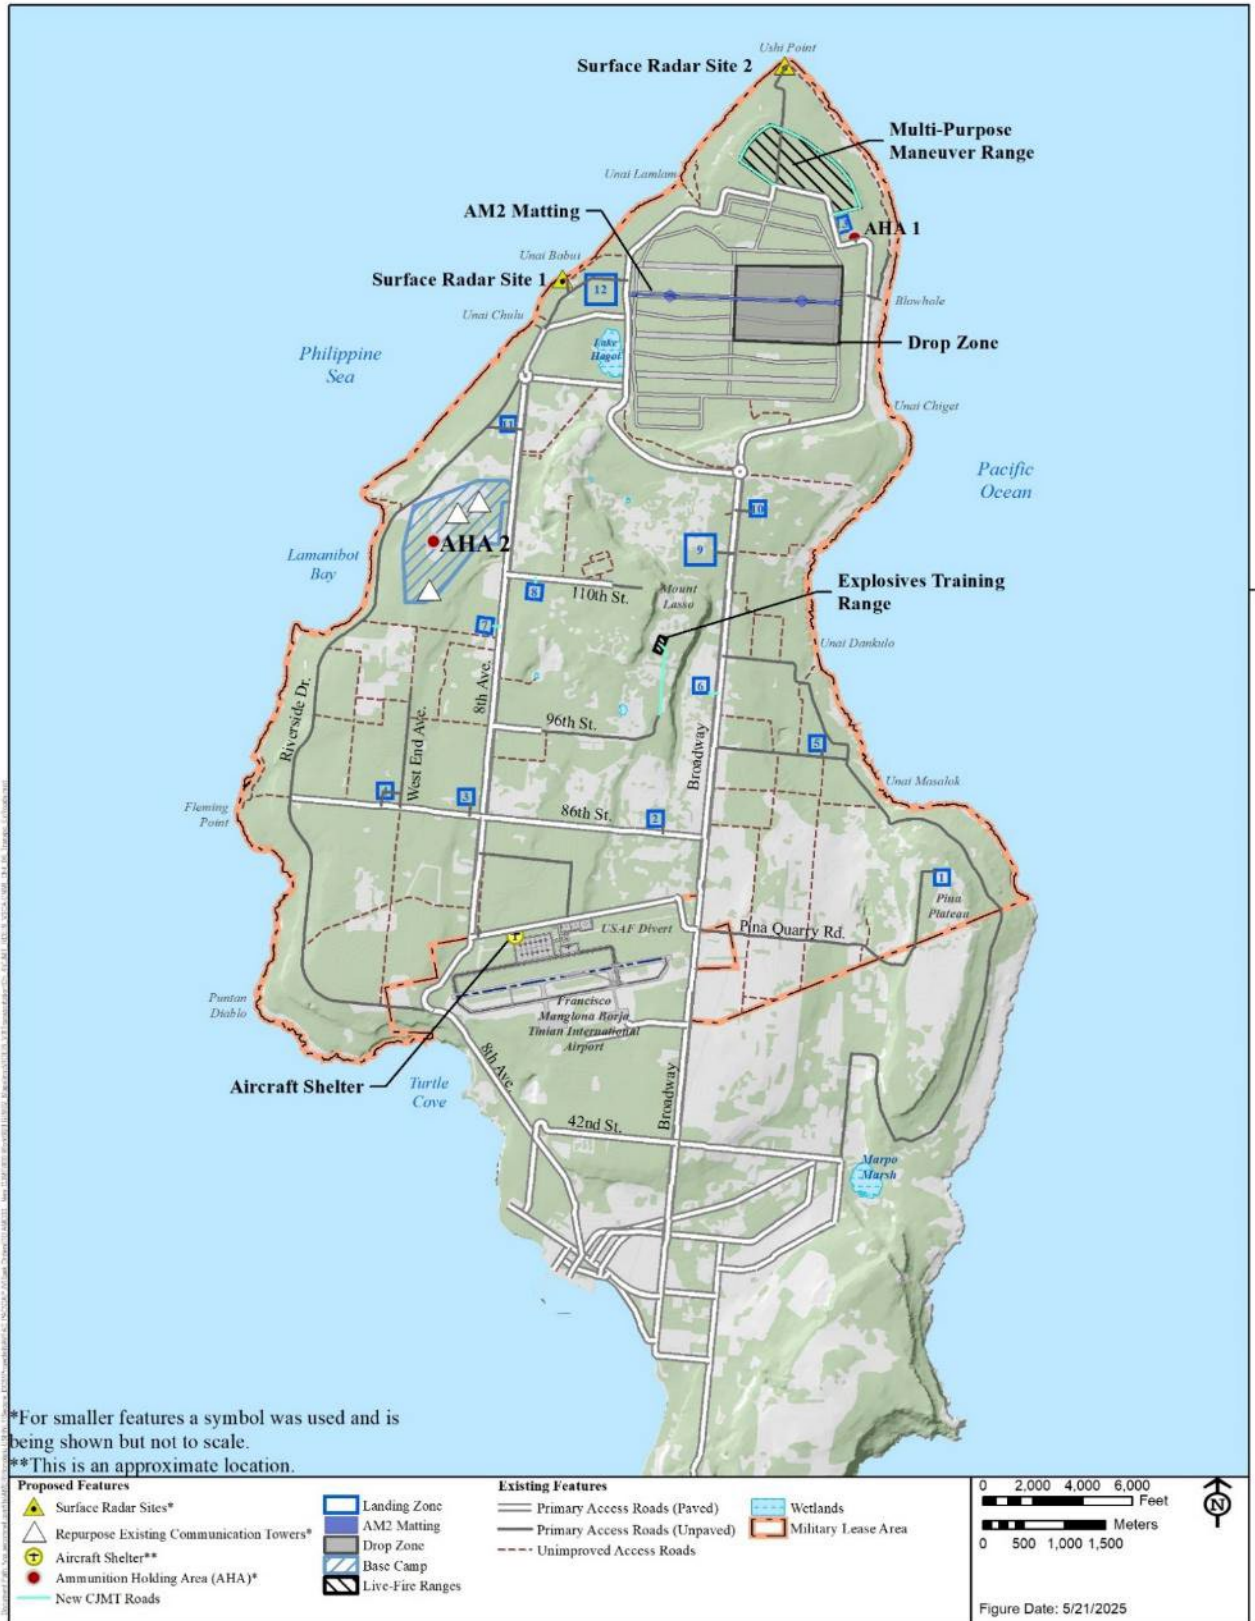 Ushi Point
Surface Radar Site 2
Multi-Purpose
Maneuver Range
Unai Lamlam
AM2 Matting
AHA 1
Unai Babui
Surface Radar Site 1
12
Blowhole
Unai Chulu
Lake
Hagoi
Drop Zone
Philippine
Sea
Unai Chiget
11
Pacific
Ocean
10
AHA 2
9
Lamanibot
Bay
Explosives Training
Range
Mount
Lasso
8
110th St.
7
Unai Dankulo
8th Ave.
6
Riverside Dr.
West End Ave.
96th St.
Broadway
5
Unai Masalok
4
3
Fleming
Point
86th St.
2
1
Pina
Plateau
USAF Divert
Pina Quarry Rd.
Puntan
Diablo
Francisco
Manglona Borja
Tinian International
Airport
Aircraft Shelter
Turtle
Cove
8th Ave.
Broadway
42nd St.
Marpo
Marsh
*For smaller features a symbol was used and is
being shown but not to scale.
**This is an approximate location.
Proposed Features
Surface Radar Sites*
Repurpose Existing Communication Towers*
Aircraft Shelter**
Ammunition Holding Area (AHA)*
New CJMT Roads
Landing Zone
AM2 Matting
Drop Zone
Base Camp
Live-Fire Ranges
Existing Features
Primary Access Roads (Paved)
Primary Access Roads (Unpaved)
Unimproved Access Roads
Wetlands
Military Lease Area
0 2,000 4,000 6,000
Feet
Meters
0 500 1,000 1,500
N
Figure Date: 5/21/2025